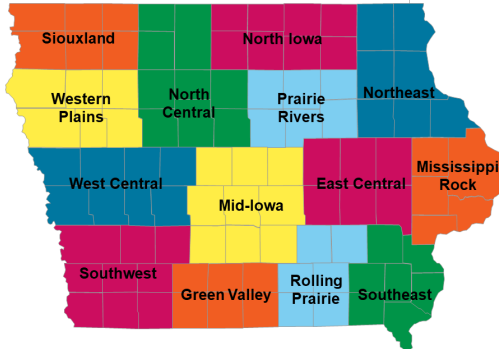 Siouxland
North Iowa
Western
Plains
North
Central
Prairie
Rivers
Northeast
West Central
Mid-Iowa
East Central
Mississippi
Rock
Southwest
Green Valley
Rolling
Prairie
Southeast